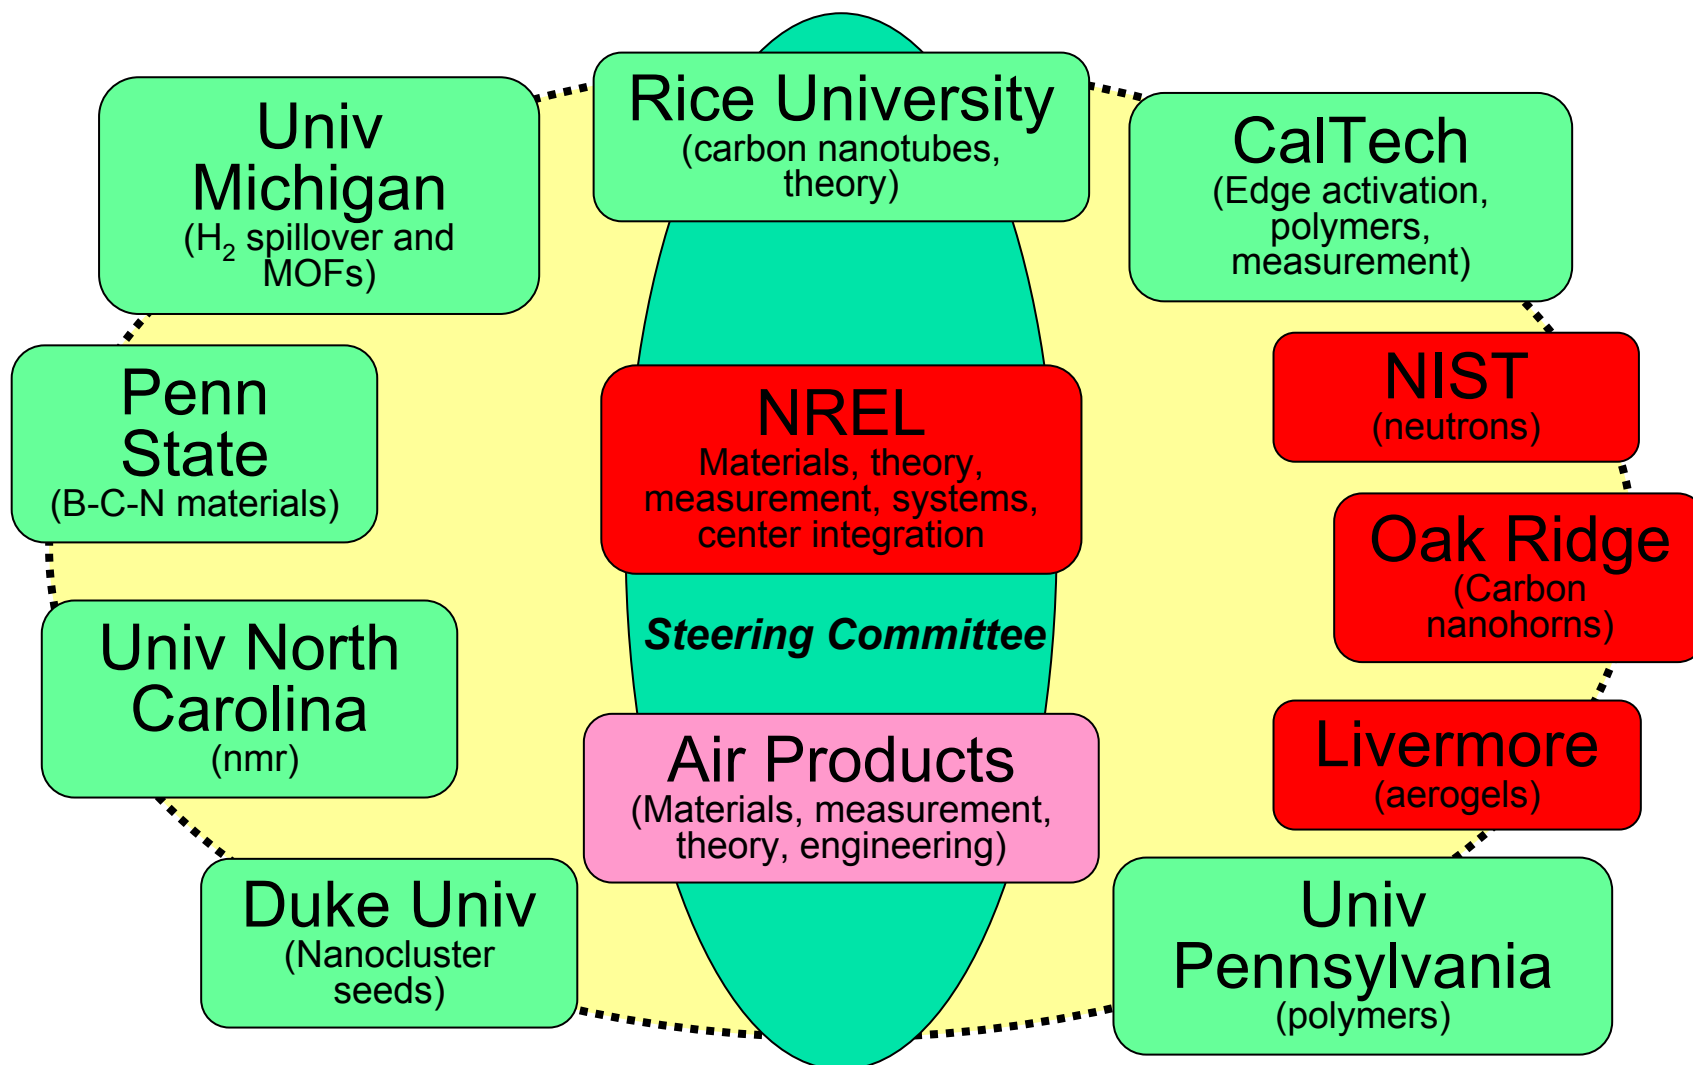 Univ
Michigan
(H₂ spillover and
MOFs)
Rice University
(carbon nanotubes,
theory)
CalTech
(Edge activation,
polymers,
measurement)
Penn
State
(B-C-N materials)
NREL
Materials, theory,
measurement, systems,
center integration
NIST
(neutrons)
Oak Ridge
(Carbon
nanohorns)
Univ North
Carolina
(nmr)
Steering Committee
Air Products
(Materials, measurement,
theory, engineering)
Livermore
(aerogels)
Duke Univ
(Nanocluster
seeds)
Univ
Pennsylvania
(polymers)